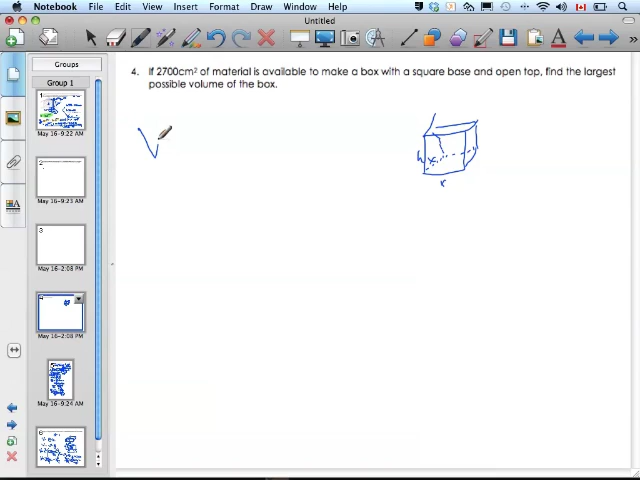 Notebook File Edit View Insert Format Draw Window Help
Untitled
Groups
Group 1
1
May 16-9:22 AM
2
May 16-9:23 AM
3
May 16-2:08 PM
4
May 16-2:08 PM
May 16-9:24 AM
6
4. If 2700cm² of material is available to make a box with a square base and open top, find the largest
possible volume of the box.
V
h x
x